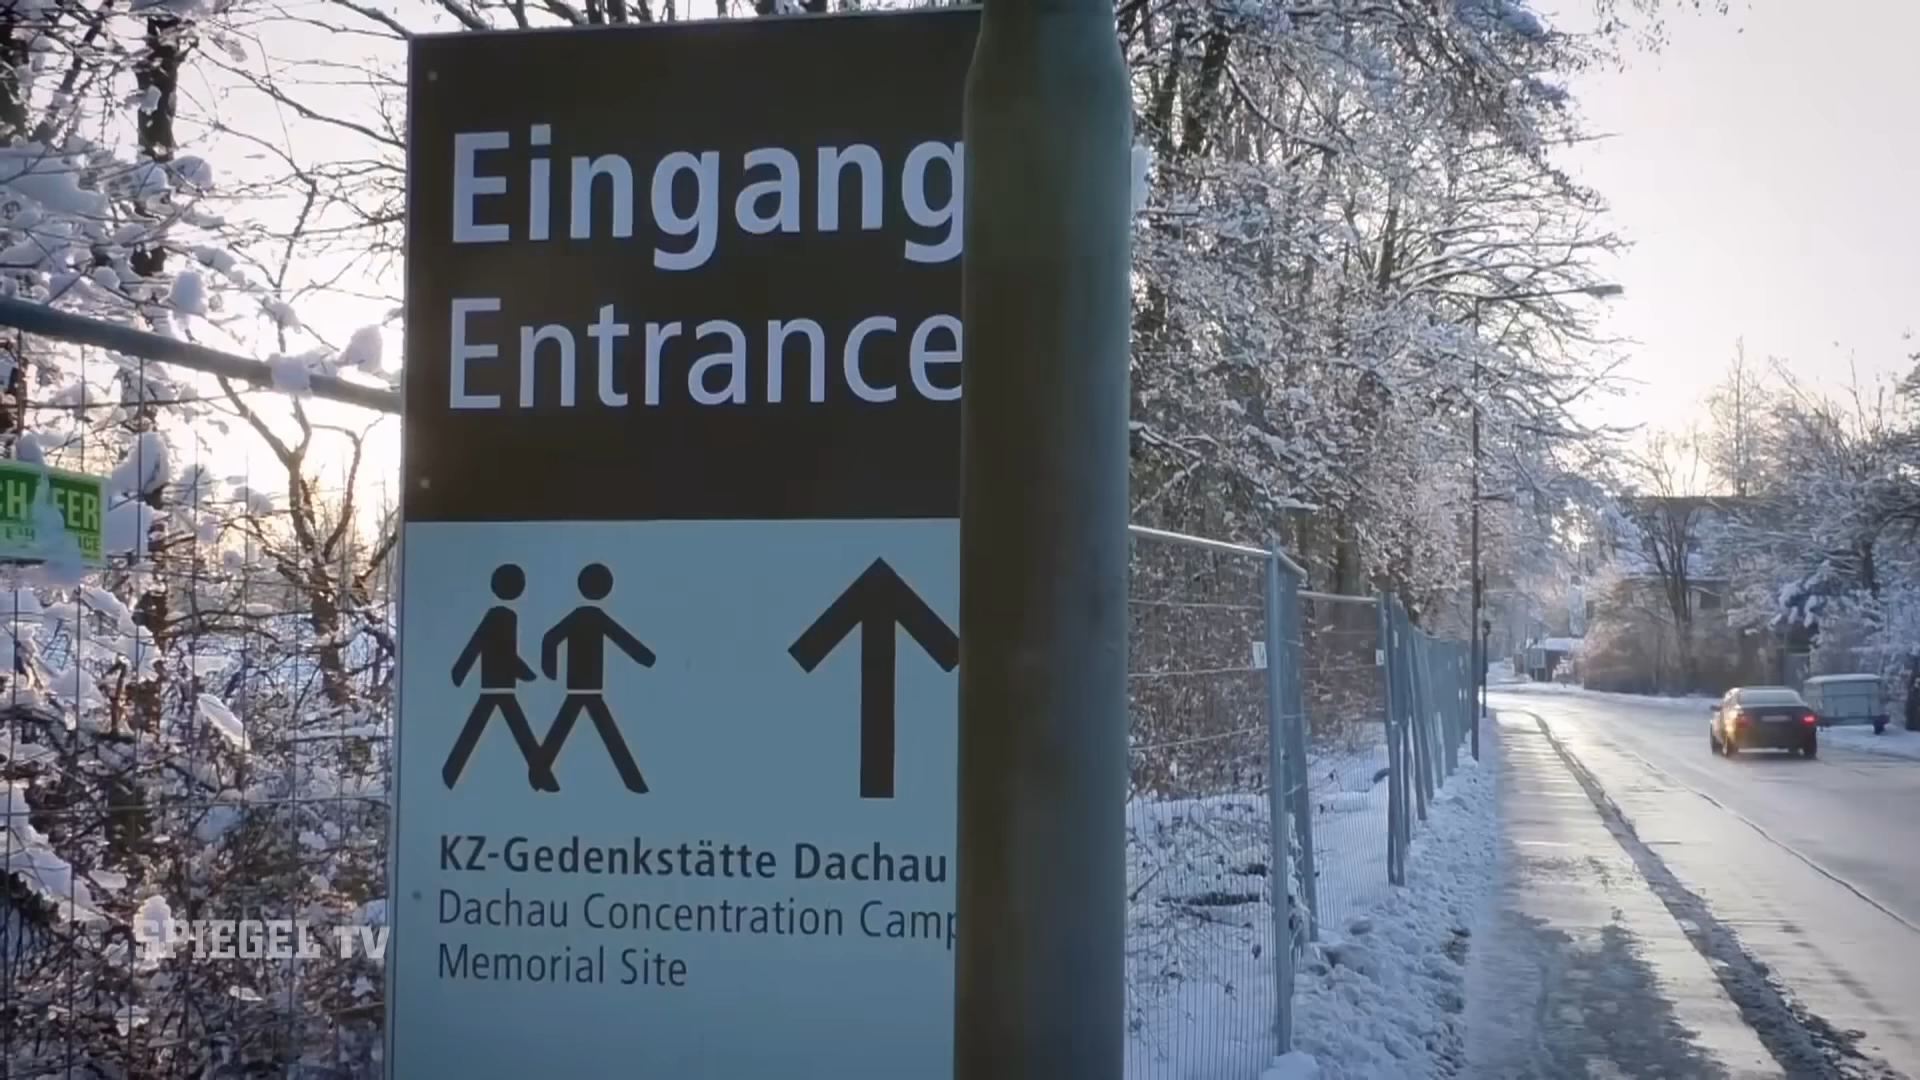 Eingang
Entrance
KZ-Gedenkstätte Dachau
Dachau Concentration Camp
Memorial Site
SPIEGEL TV